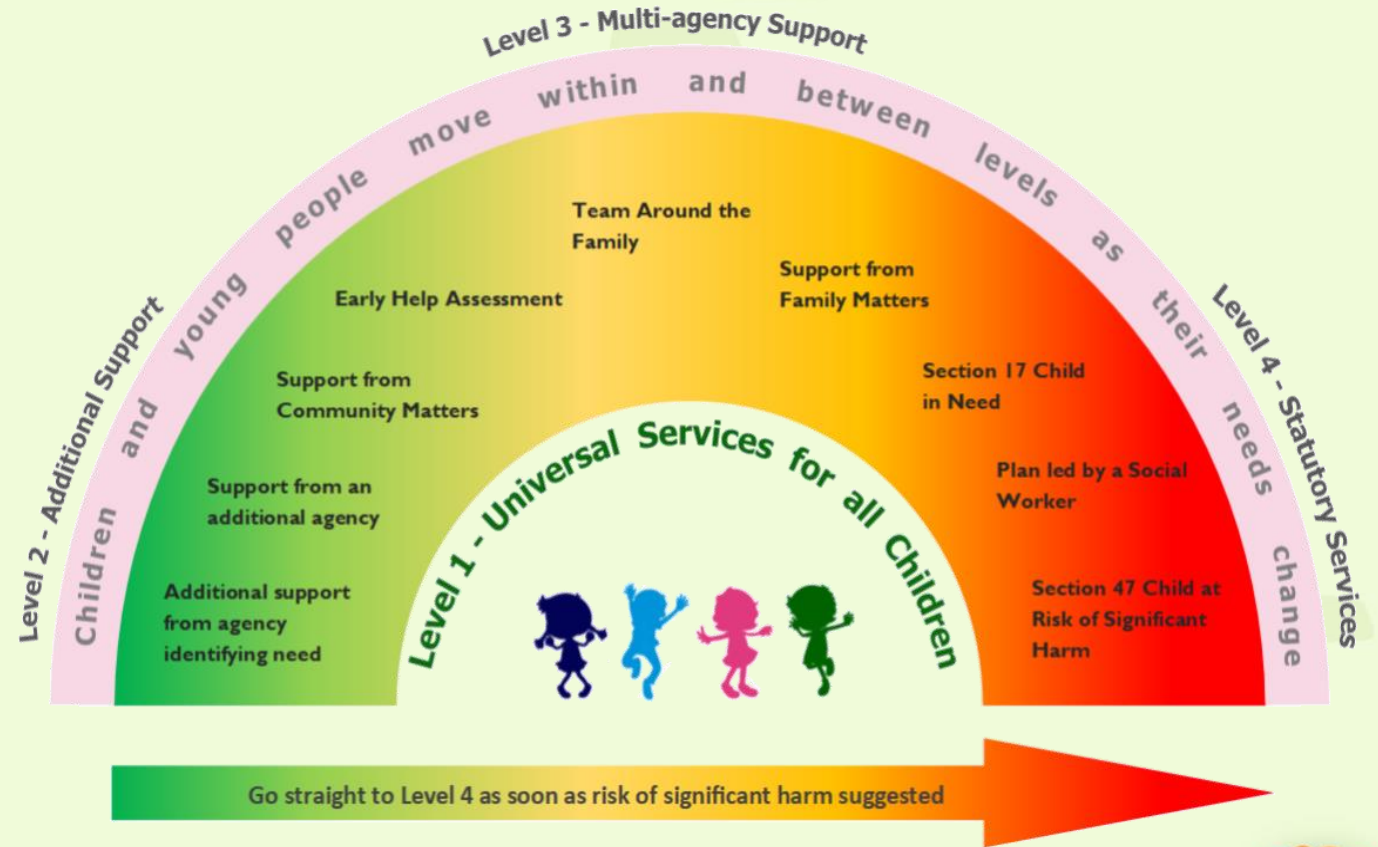 Level 3 - Multi-agency Support
Level 2 - Additional Support
Level 4 - Statutory Services
Children and young people move within and between levels as their needs change
Team Around the
Family
Support from
Family Matters
Early Help Assessment
Support from
Community Matters
Section 17 Child
in Need
Support from an
additional agency
Plan led by a Social
Worker
Additional support
from agency
identifying need
Section 47 Child at
Risk of Significant
Harm
Level 1 - Universal Services for all Children
Go straight to Level 4 as soon as risk of significant harm suggested